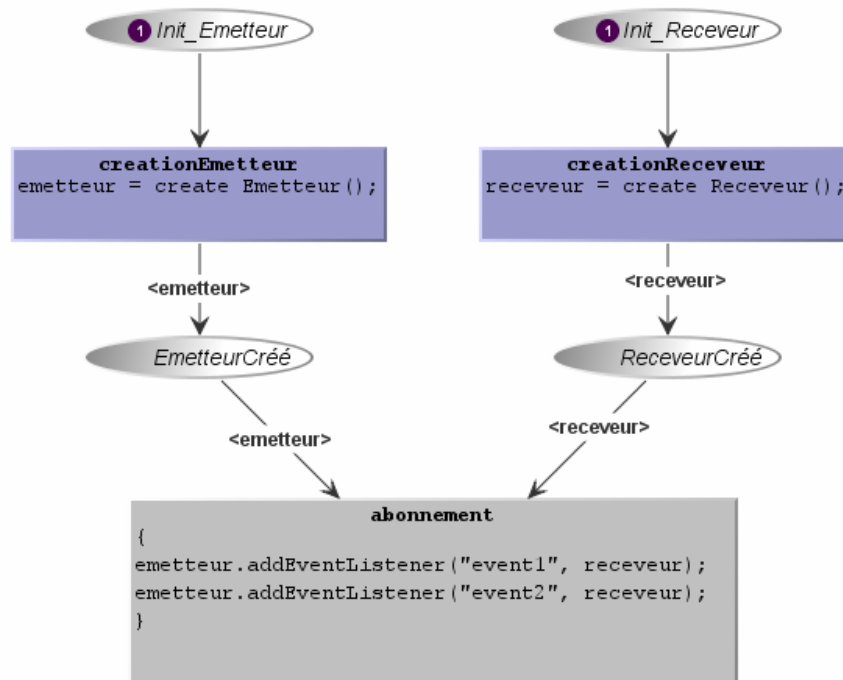 1 Init_Emetteur
1 Init_Receveur
creationEmetteur
emetteur = create Emetteur();
creationReceveur
receveur = create Receveur();
<emetteur>
<receveur>
EmetteurCréé
ReceveurCréé
<emetteur>
<receveur>
abonnement
{
emetteur.addEventListener("event1", receveur);
emetteur.addEventListener("event2", receveur);
}